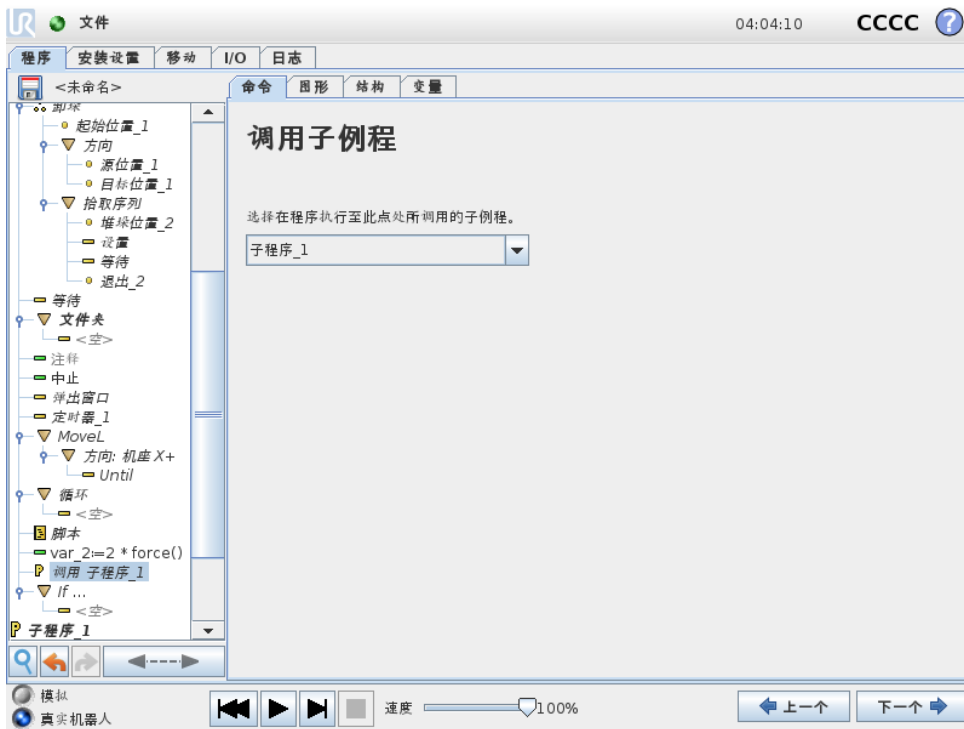 UR 文件 04:04:10 CCCC ?
程序 安装设置 移动 I/O 日志
<未命名> 命令 图形 结构 变量
卸垛
起始位置_1
方向
源位置_1
目标位置_1
拾取序列
堆垛位置_2
设置
等待
退出_2
等待
文件夹
<空>
注释
中止
弹出窗口
定时器_1
MoveL
方向: 机座 X+
Until
循环
<空>
脚本
var_2:=2 * force()
调用 子程序_1
If ...
<空>
子程序_1
调用子例程
选择在程序执行至此点处所调用的子例程。
子程序_1
模拟
真实机器人
速度 100%
上一个 下一个